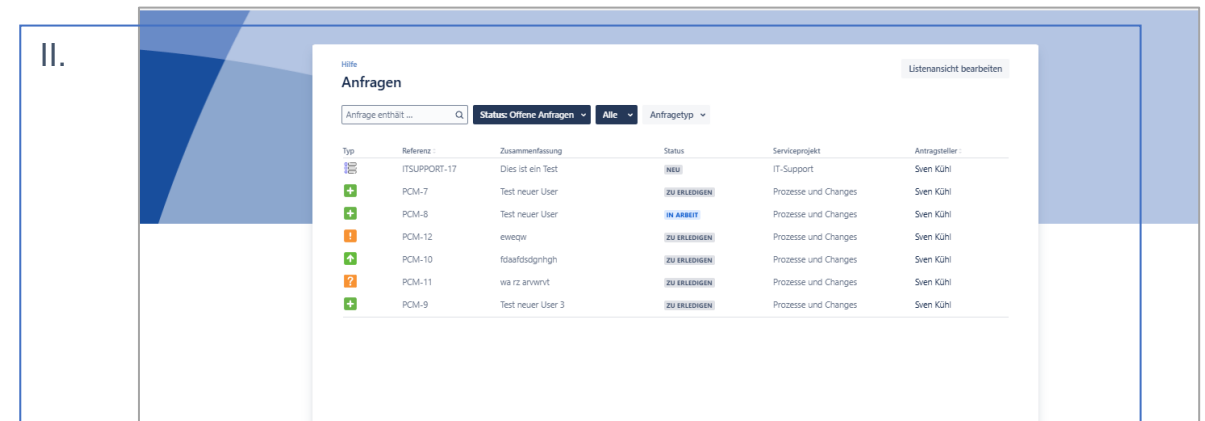 II.
Hilfe
Anfragen
Listenansicht bearbeiten
Anfrage enthält ... Status: Offene Anfragen Alle Anfragetyp
Typ Referenz Zusammenfassung Status Serviceprojekt Antragsteller
ITSUPPORT-17 Dies ist ein Test NEU IT-Support Sven Kühl
PCM-7 Test neuer User ZU ERLEDIGEN Prozesse und Changes Sven Kühl
PCM-8 Test neuer User IN ARBEIT Prozesse und Changes Sven Kühl
PCM-12 eweqw ZU ERLEDIGEN Prozesse und Changes Sven Kühl
PCM-10 fdaafdsdgnhgh ZU ERLEDIGEN Prozesse und Changes Sven Kühl
PCM-11 wa rz arvwrvt ZU ERLEDIGEN Prozesse und Changes Sven Kühl
PCM-9 Test neuer User 3 ZU ERLEDIGEN Prozesse und Changes Sven Kühl